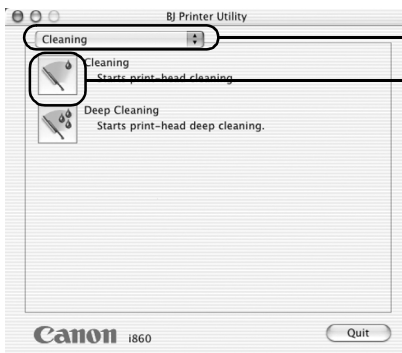 BJ Printer Utility
Cleaning
Cleaning
Starts print-head cleaning.
Deep Cleaning
Starts print-head deep cleaning.
Canon i860
Quit